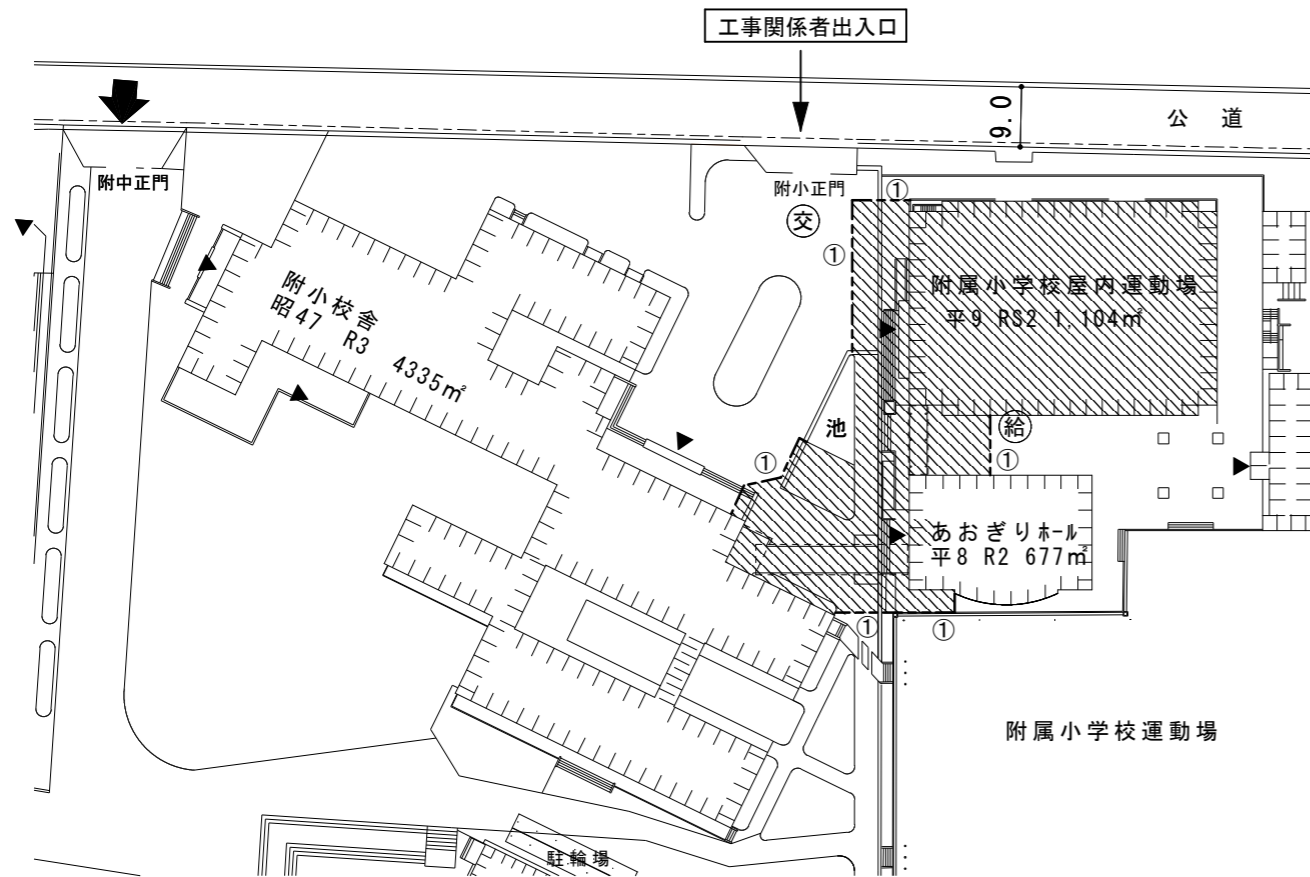 工事関係者出入口
9.0
公 道
附中正門
附小正門
交
①
①
附小校舎
昭47 R3 4335㎡
附属小学校屋内運動場
平9 RS2 1,104㎡
池
給
①
①
あおぎりホール
平8 R2 677㎡
①
①
附属小学校運動場
駐輪場